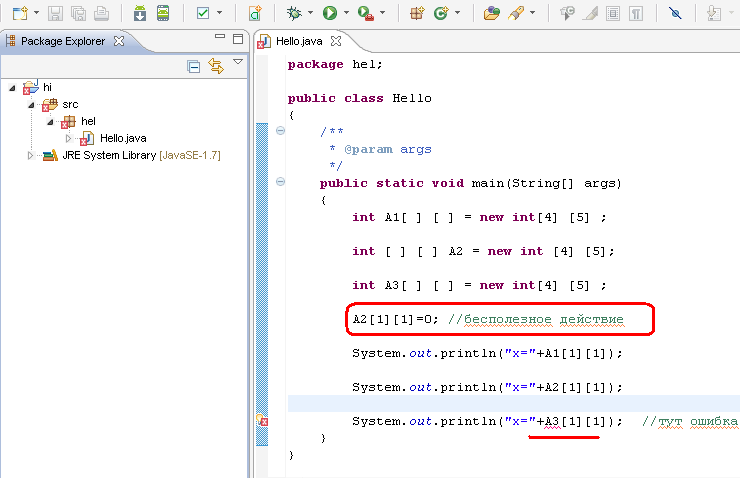 Package Explorer
hi
src
hel
Hello.java
JRE System Library [JavaSE-1.7]
Hello.java
package hel;
public class Hello
{
/**
* @param args
*/
public static void main(String[] args)
{
int A1[ ] [ ] = new int[4] [5] ;
int [ ] [ ] A2 = new int [4] [5];
int A3[ ] [ ] = new int[4] [5] ;
A2[1][1]=0; //бесполезное действие
System.out.println("x="+A1[1][1]);
System.out.println("x="+A2[1][1]);
System.out.println("x="+A3[1][1]); //тут ошибка
}
}